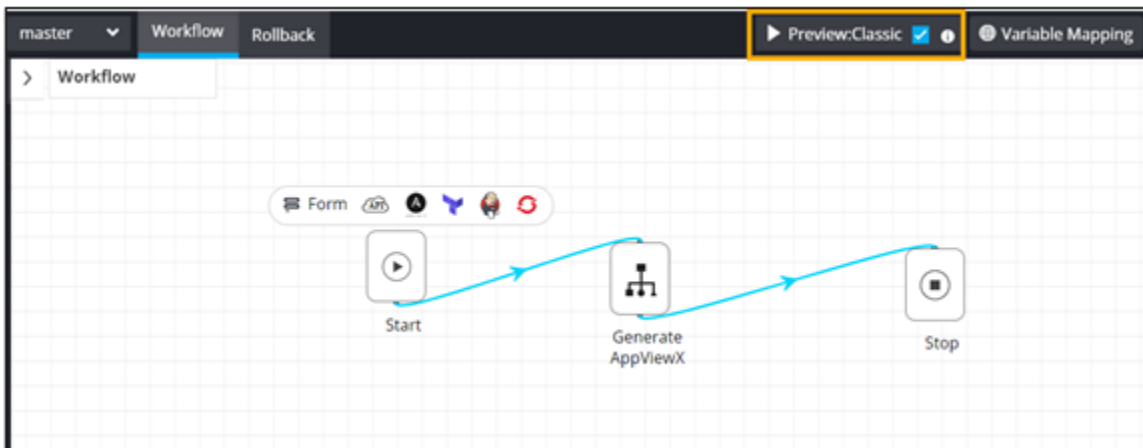 master
Workflow
Rollback
Preview:Classic
Variable Mapping
Workflow
Form
API
A
Start
Generate
AppViewX
Stop